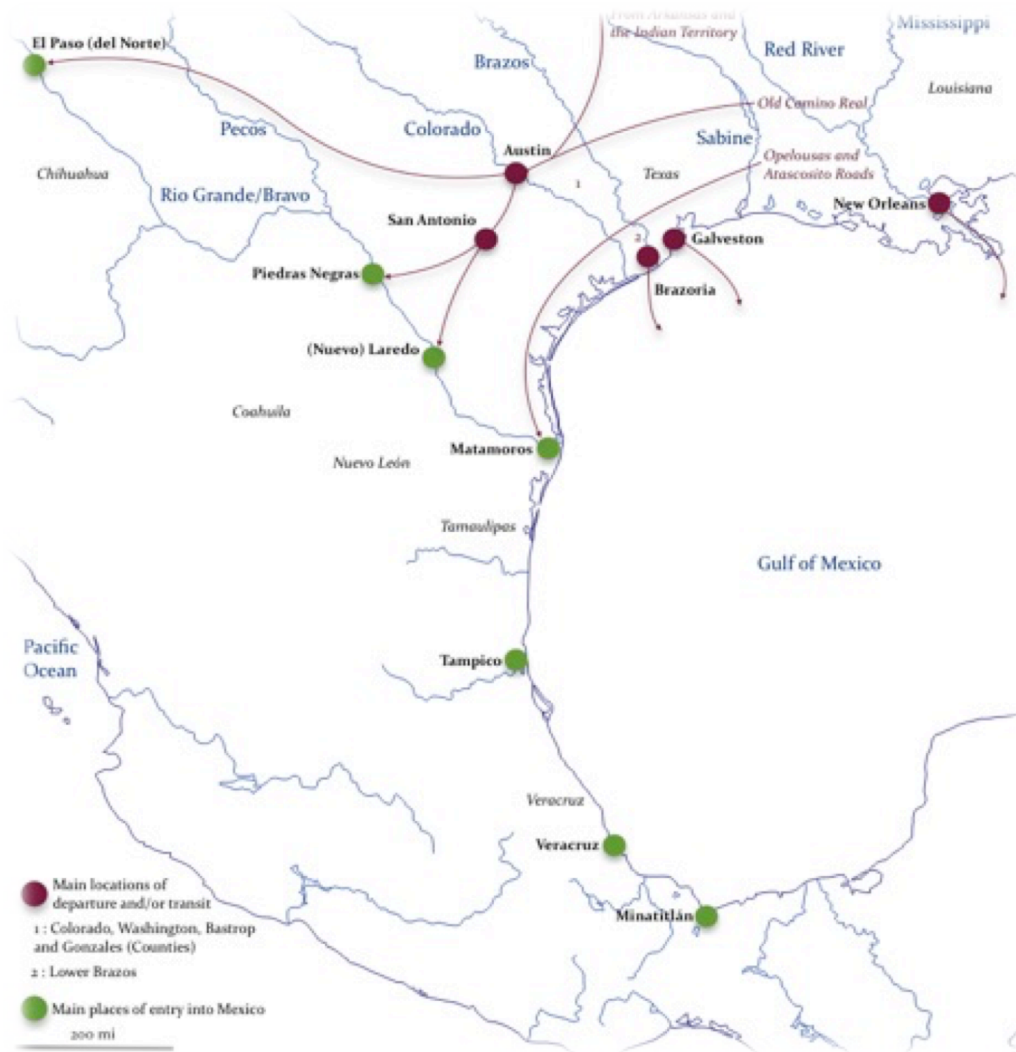 From Arkansas and
the Indian Territory
Mississippi
El Paso (del Norte)
Red River
Brazos
Louisiana
Old Camino Real
Pecos
Colorado
Sabine
Austin
Opelousas and
Atascosito Roads
Chihuahua
1
Texas
Rio Grande/Bravo
New Orleans
San Antonio
2
Galveston
Piedras Negras
Brazoria
(Nuevo) Laredo
Coahuila
Matamoros
Nuevo León
Tamaulipas
Gulf of Mexico
Pacific
Ocean
Tampico
Veracruz
Veracruz
Minatitlán
Main locations of
departure and/or transit
1 : Colorado, Washington, Bastrop
and Gonzales (Counties)
2 : Lower Brazos
Main places of entry into Mexico
200 mi